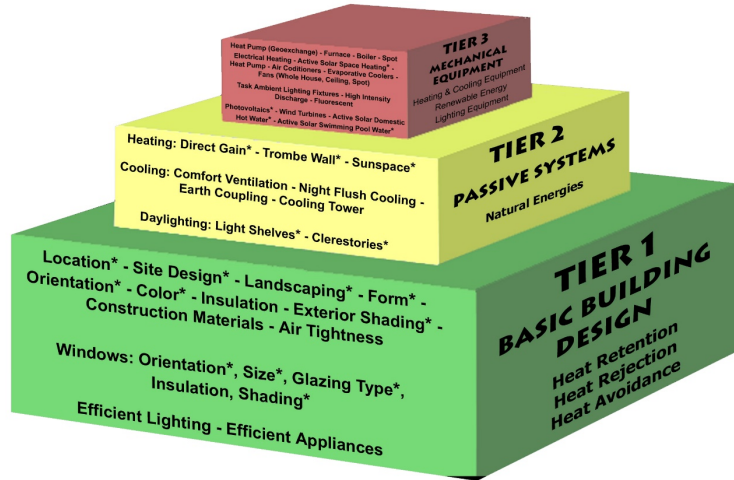 Heat Pump (Geoexchange) - Furnace - Boiler - Spot
Electrical Heating - Active Solar Space Heating* -
Heat Pump - Air Coditioners - Evaporative Coolers -
Fans (Whole House, Ceiling, Spot)
Task Ambient Lighting Fixtures - High Intensity
Discharge - Fluorescent
Photovoltaics* - Wind Turbines - Active Solar Domestic
Hot Water* - Active Solar Swimming Pool Water*
TIER 3
MECHANICAL
EQUIPMENT
Heating & Cooling Equipment
Renewable Energy
Lighting Equipment
Heating: Direct Gain* - Trombe Wall* - Sunspace*
Cooling: Comfort Ventilation - Night Flush Cooling -
Earth Coupling - Cooling Tower
Daylighting: Light Shelves* - Clerestories*
TIER 2
PASSIVE SYSTEMS
Natural Energies
Location* - Site Design* - Landscaping* - Form* -
Orientation* - Color* - Insulation - Exterior Shading* -
Construction Materials - Air Tightness
Windows: Orientation*, Size*, Glazing Type*,
Insulation, Shading*
Efficient Lighting - Efficient Appliances
TIER 1
BASIC BUILDING
DESIGN
Heat Retention
Heat Rejection
Heat Avoidance